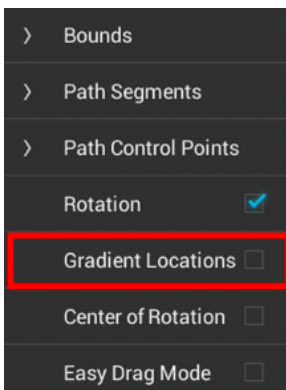 Bounds
Path Segments
Path Control Points
Rotation
Gradient Locations
Center of Rotation
Easy Drag Mode